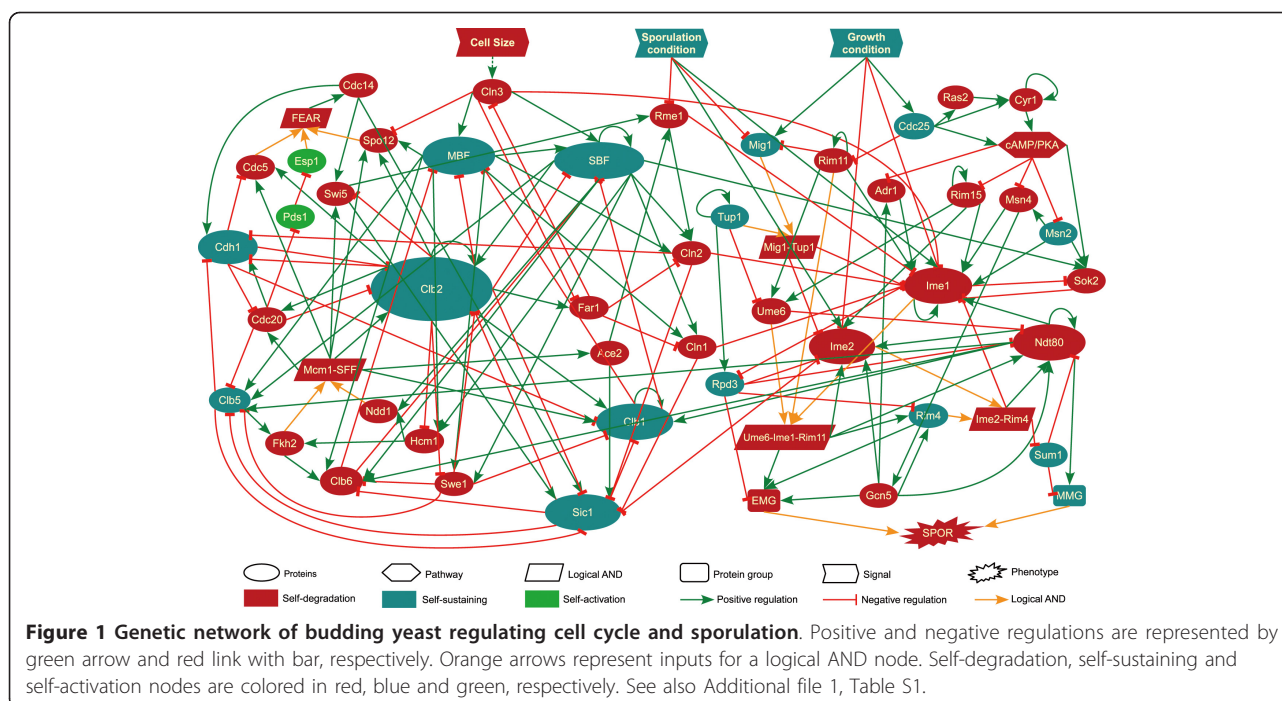 Cell Size
Sporulation
condition
Growth
condition
Cdc14
Cln3
Ras2
Cyr1
FEAR
Rme1
Cdc25
Spo12
Mig1
cAMP/PKA
Cdc5
Esp1
MBF
SBF
Rim11
Adr1
Rim15
Msn4
Swi5
Pds1
Tup1
Msn2
Cdh1
Cln2
Mig1-Tup1
Clb2
Ime1
Sok2
Cdc20
Far1
Ume6
Ace2
Cln1
Ime2
Ndt80
Mcm1-SFF
Rpd3
Clb5
Ndd1
Clb1
Rim4
Ime2-Rim4
Fkh2
Hcm1
Ume6-Ime1-Rim11
Sum1
Clb6
Swe1
EMG
Gcn5
MMG
Sic1
SPOR
Proteins
Pathway
Logical AND
Protein group
Signal
Phenotype
Self-degradation
Self-sustaining
Self-activation
Positive regulation
Negative regulation
Logical AND
Figure 1 Genetic network of budding yeast regulating cell cycle and sporulation. Positive and negative regulations are represented by
green arrow and red link with bar, respectively. Orange arrows represent inputs for a logical AND node. Self-degradation, self-sustaining and
self-activation nodes are colored in red, blue and green, respectively. See also Additional file 1, Table S1.